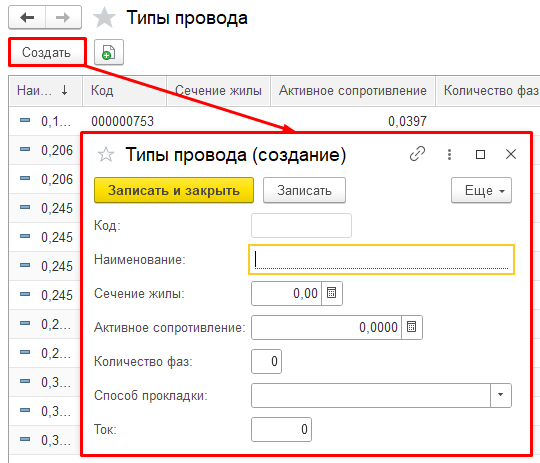 Типы провода
Создать
Наи... ↓ Код Сечение жилы Активное сопротивление Количество фаз
0,1... 000000753 0,0397
0,206
0,206
0,245
0,245
0,245
0,245
0,2...
0,2...
0,3...
0,3...
0,3...
Типы провода (создание)
Записать и закрыть Записать Еще
Код:
Наименование:
Сечение жилы: 0,00
Активное сопротивление: 0,0000
Количество фаз: 0
Способ прокладки:
Ток: 0